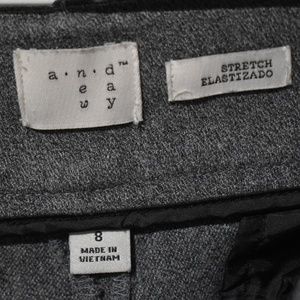 a·n·d™
e a
w y
STRETCH
ELASTIZADO
8
MADE IN
VIETNAM